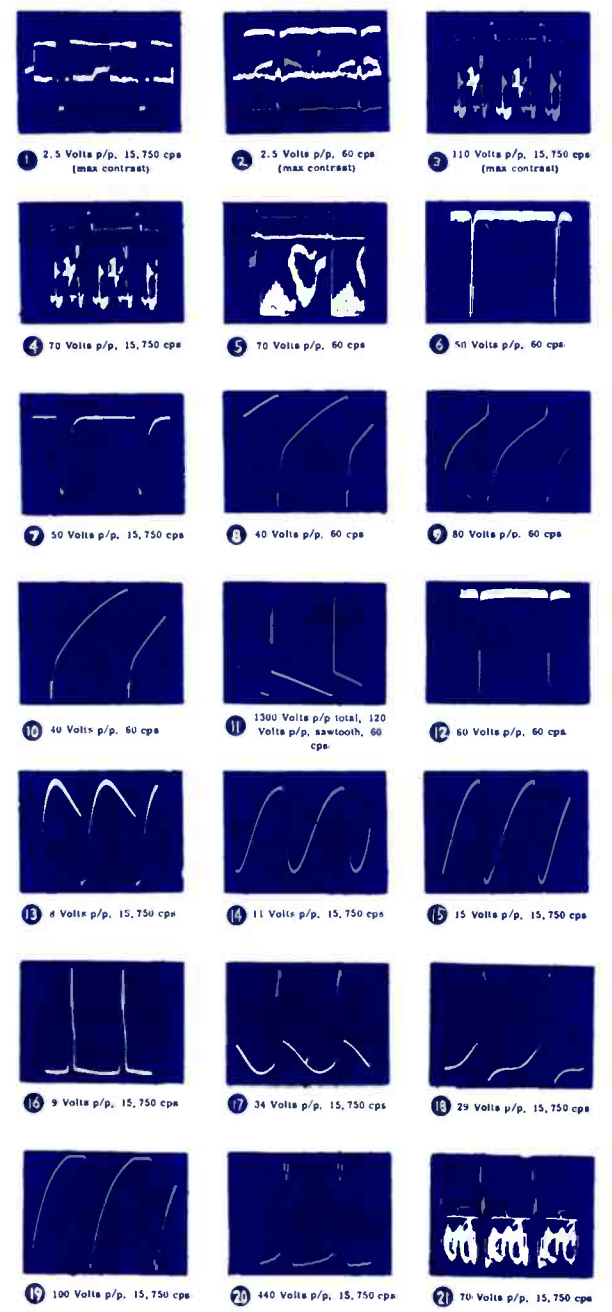 1 2.5 Volts p/p, 15,750 cps
(max contrast)
2 2.5 Volts p/p, 60 cps
(max contrast)
3 110 Volts p/p, 15,750 cps
(max contrast)
4 70 Volts p/p, 15,750 cps
5 70 Volts p/p, 60 cps
6 50 Volts p/p, 60 cps
7 50 Volts p/p, 15,750 cps
8 40 Volts p/p, 60 cps
9 80 Volts p/p, 60 cps
10 40 Volts p/p, 60 cps
11 1300 Volts p/p total, 120
Volts p/p, sawtooth, 60
cps
12 60 Volts p/p, 60 cps
13 8 Volts p/p, 15,750 cps
14 11 Volts p/p, 15,750 cps
15 15 Volts p/p, 15,750 cps
16 9 Volts p/p, 15,750 cps
17 34 Volts p/p, 15,750 cps
18 29 Volts p/p, 15,750 cps
19 100 Volts p/p, 15,750 cps
20 440 Volts p/p, 15,750 cps
21 70 Volts p/p, 15,750 cps